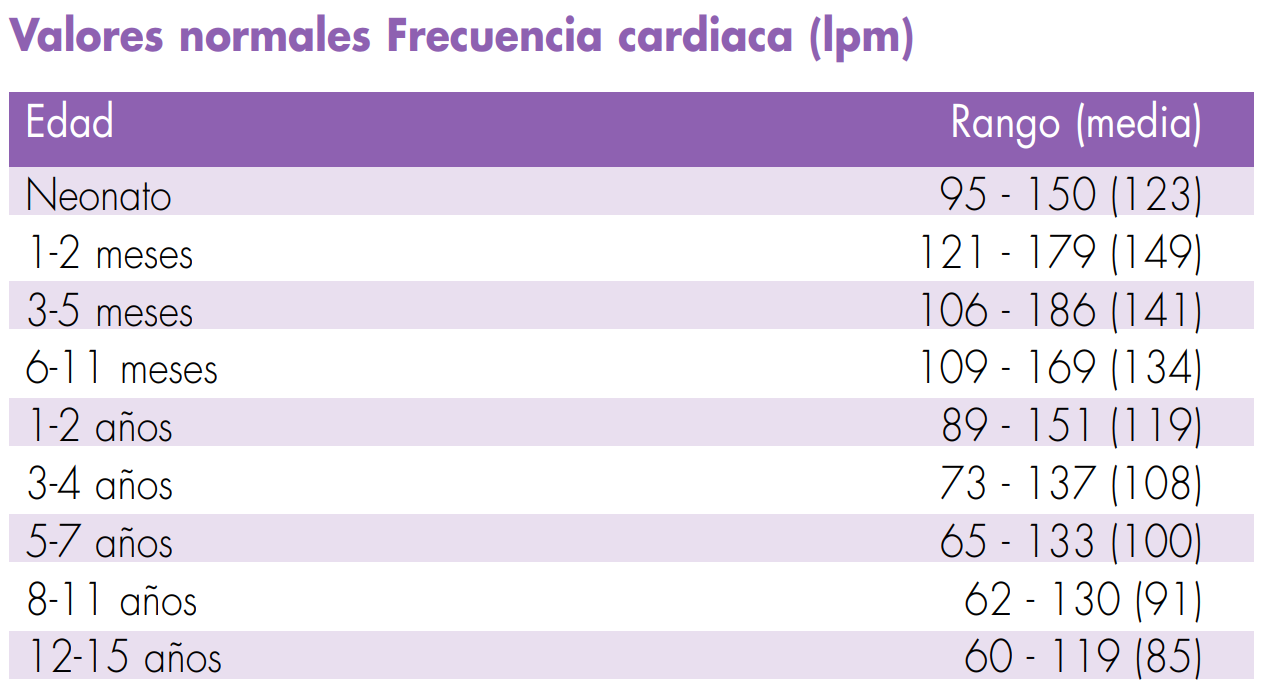 Valores normales Frecuencia cardiaca (lpm)
Edad Rango (media)
Neonato 95 - 150 (123)
1-2 meses 121 - 179 (149)
3-5 meses 106 - 186 (141)
6-11 meses 109 - 169 (134)
1-2 años 89 - 151 (119)
3-4 años 73 - 137 (108)
5-7 años 65 - 133 (100)
8-11 años 62 - 130 (91)
12-15 años 60 - 119 (85)